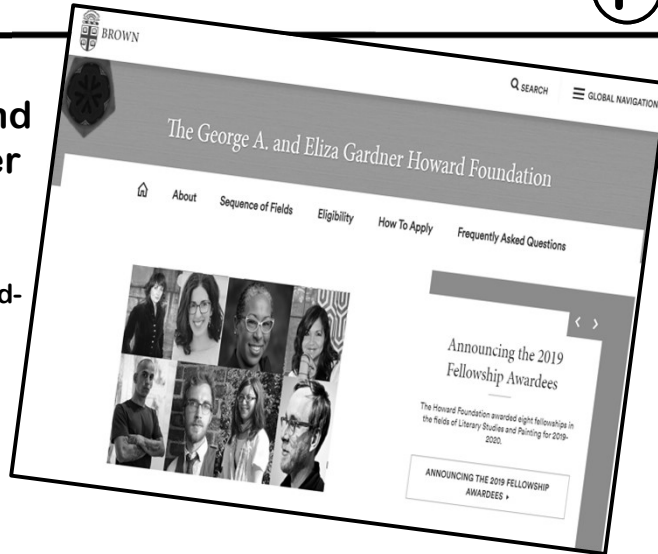 nd
er
d-
BROWN
SEARCH GLOBAL NAVIGATION
The George A. and Eliza Gardner Howard Foundation
About Sequence of Fields Eligibility How To Apply Frequently Asked Questions
‹ ›
Announcing the 2019
Fellowship Awardees
The Howard Foundation awarded eight fellowships in
the fields of Literary Studies and Painting for 2019-
2020.
ANNOUNCING THE 2019 FELLOWSHIP
AWARDEES ▸